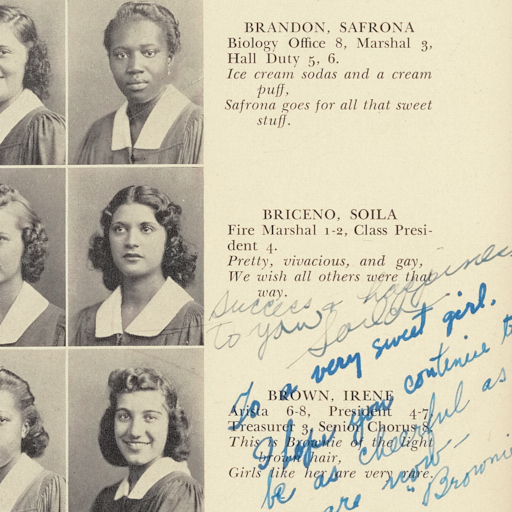 BRANDON, SAFRONA
Biology Office 8, Marshal 3,
Hall Duty 5, 6.
Ice cream sodas and a cream
puff,
Safrona goes for all that sweet
stuff.
BRICENO, SOILA
Fire Marshal 1-2, Class Presi-
dent 4.
Pretty, vivacious, and gay,
We wish all others were that
way.
Success & happiness
to you Soila
To a very sweet girl.
BROWN, IRENE
Arista 6-8, President 4-7,
Treasurer 3, Senior Chorus 8.
This is Brownie of the light
brown hair,
Girls like her are very rare.
I hope you continue to
be as cheerful as
are now—
"Brownie